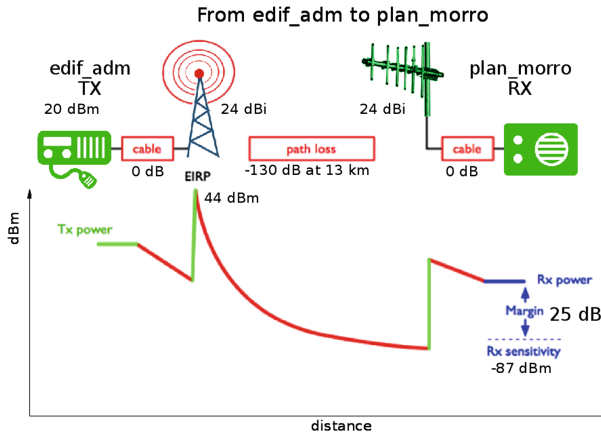 From edif_adm to plan_morro
edif_adm
TX
plan_morro
RX
20 dBm
24 dBi
24 dBi
cable
path loss
cable
0 dB
-130 dB at 13 km
0 dB
EIRP
44 dBm
dBm
Tx power
Rx power
Margin 25 dB
Rx sensitivity
-87 dBm
distance